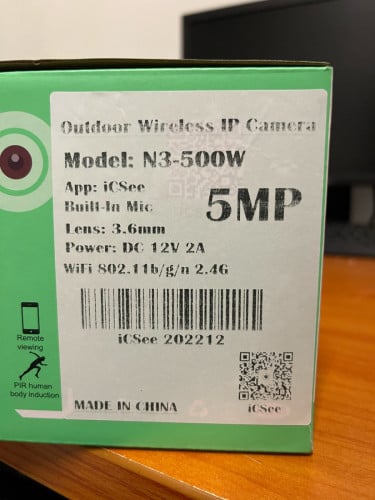 Outdoor Wireless IP Camera
Model: N3-500W
App: iCSee
Built-In Mic
5MP
Lens: 3.6mm
Power: DC 12V 2A
WiFi 802.11b/g/n 2.4G
iCSee 202212
Remote
viewing
PIR human
body induction
MADE IN CHINA
iCSee